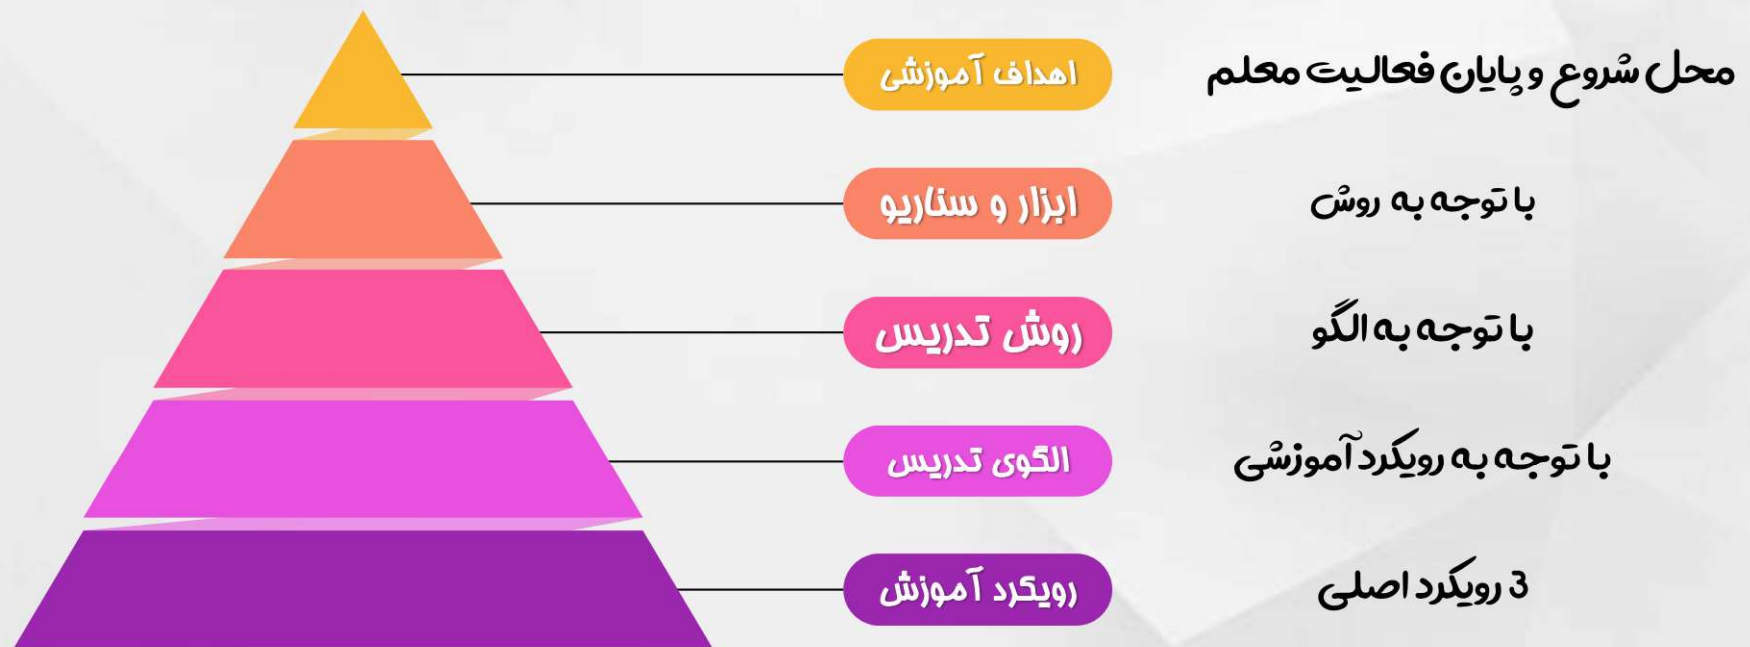 محل شروع و پایان فعالیت معلم
اهداف آموزشی
با توجه به روش
ابزار و سناریو
با توجه به الگو
روش تدریس
با توجه به رویکرد آموزشی
الگوی تدریس
3 رویکرد اصلی
رویکرد آموزش